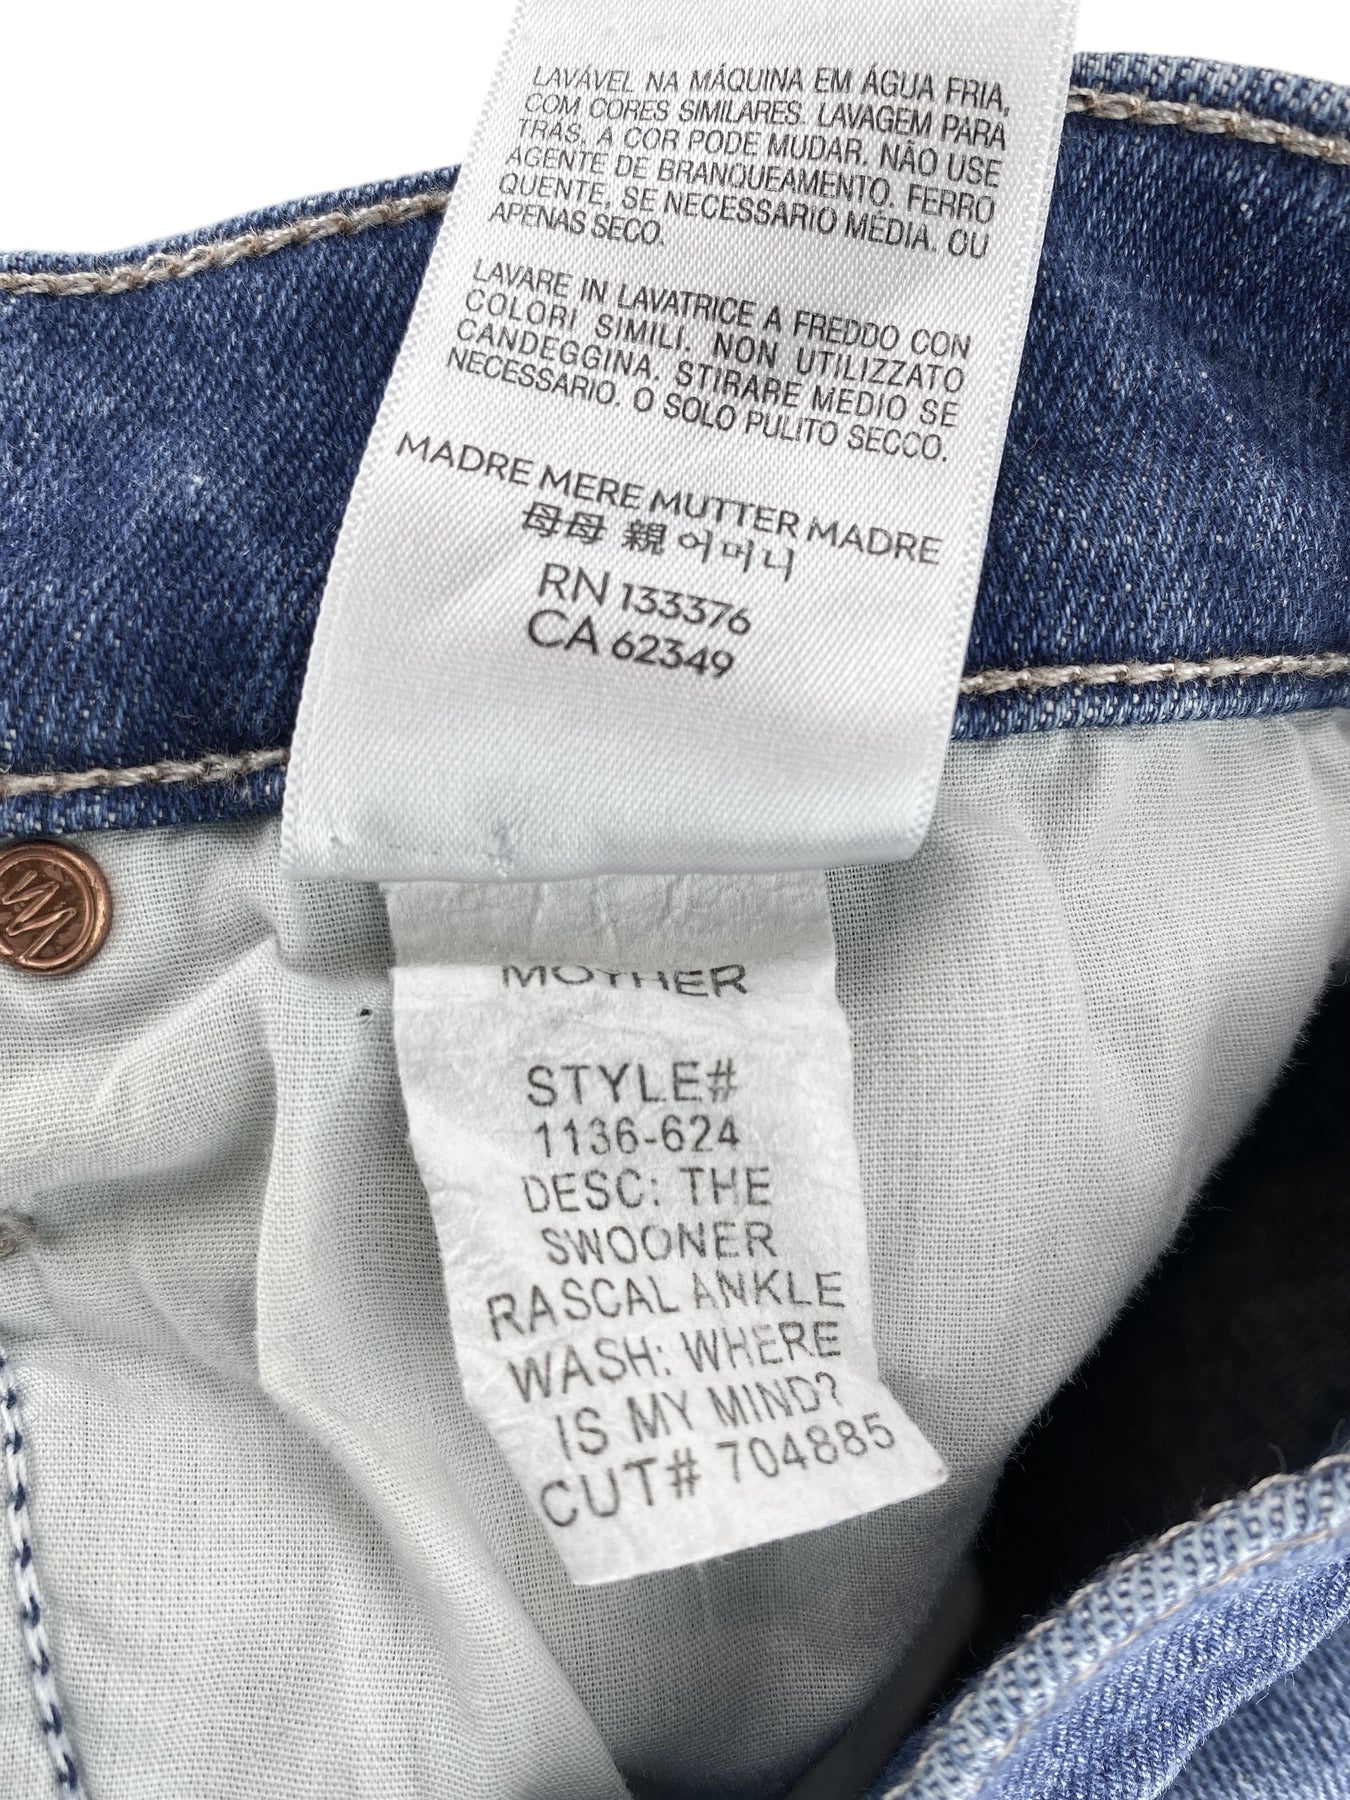 LAVÁVEL NA MÁQUINA EM ÁGUA FRIA,
COM CORES SIMILARES. LAVAGEM PARA
TRÁS. A COR PODE MUDAR. NÃO USE
AGENTE DE BRANQUEAMENTO. FERRO
QUENTE, SE NECESSARIO MÉDIA. OU
APENAS SECO.
LAVARE IN LAVATRICE A FREDDO CON
COLORI SIMILI. NON UTILIZZATO
CANDEGGINA. STIRARE MEDIO SE
NECESSARIO. O SOLO PULITO SECCO.
MADRE MERE MUTTER MADRE
母母 親 어머니
RN 133376
CA 62349
MOTHER
STYLE#
1136-624
DESC: THE
SWOONER
RASCAL ANKLE
WASH: WHERE
IS MY MIND?
CUT# 704885